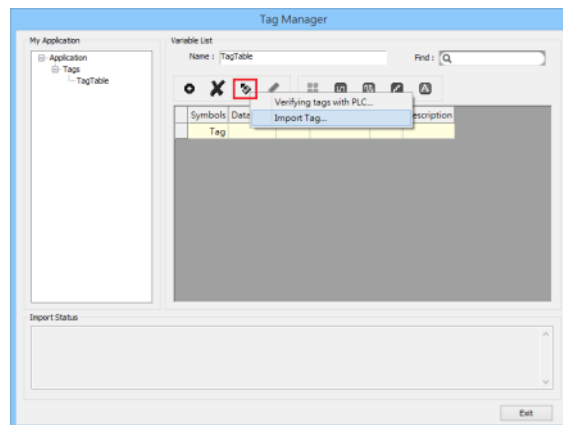 Tag Manager
My Application
Application
Tags
TagTable
Variable List
Name : TagTable
Find :
Verifying tags with PLC...
Import Tag...
Symbols Data escription
Tag
Import Status
Exit